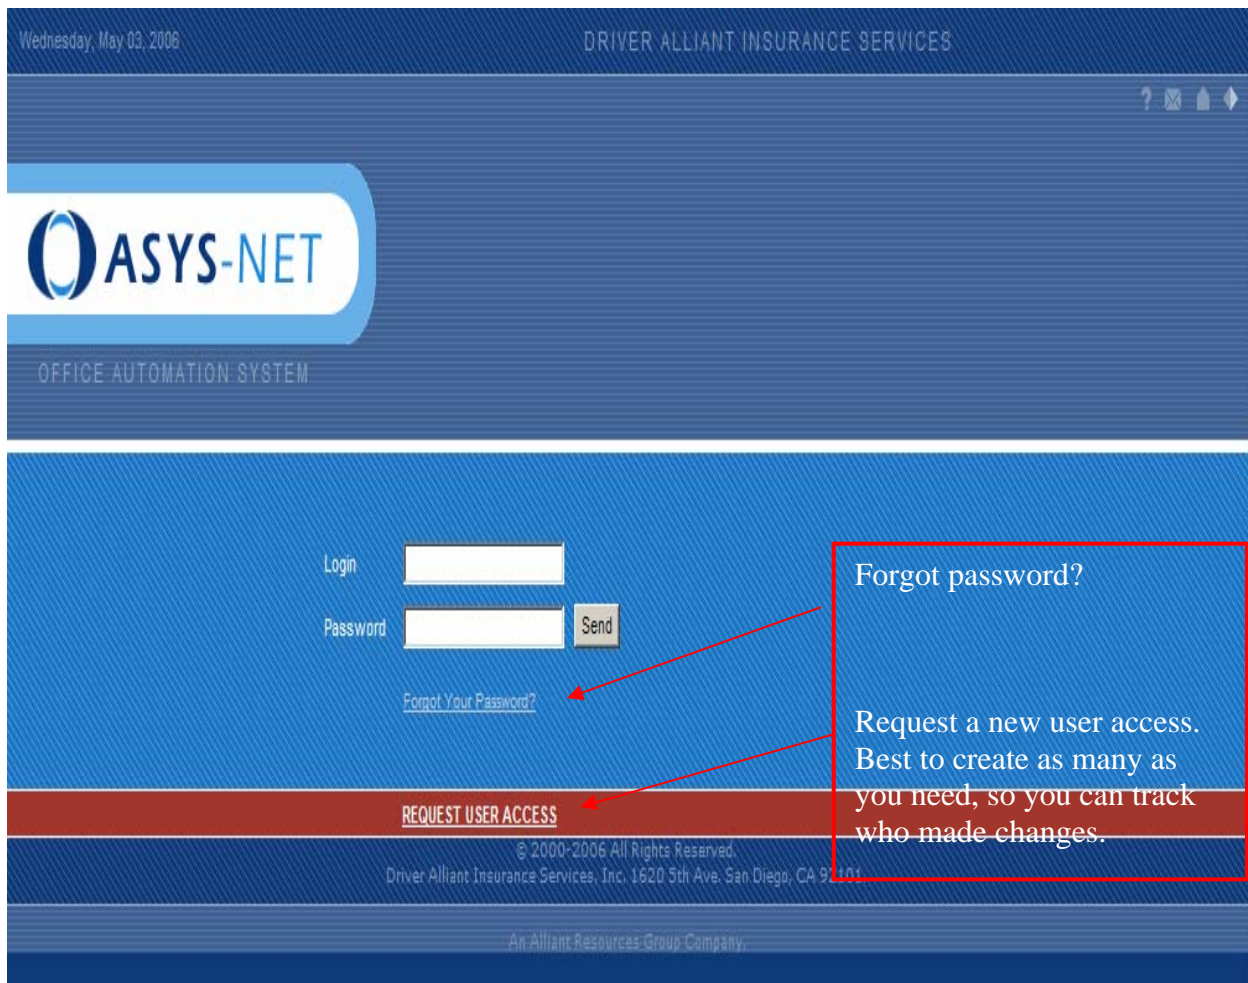 Wednesday, May 03, 2006
DRIVER ALLIANT INSURANCE SERVICES
?
OASYS-NET
OFFICE AUTOMATION SYSTEM
Login
Password
Send
Forgot Your Password?
Forgot password?
Request a new user access.
Best to create as many as
you need, so you can track
who made changes.
REQUEST USER ACCESS
© 2000-2006 All Rights Reserved.
Driver Alliant Insurance Services, Inc. 1620 5th Ave. San Diego, CA 92101.
An Alliant Resources Group Company.